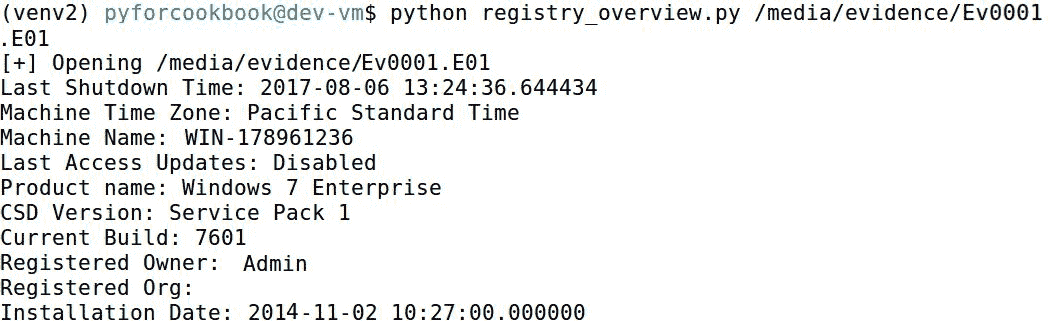 (venv2) pyforcookbook@dev-vm$ python registry_overview.py /media/evidence/Ev0001
.E01
[+] Opening /media/evidence/Ev0001.E01
Last Shutdown Time: 2017-08-06 13:24:36.644434
Machine Time Zone: Pacific Standard Time
Machine Name: WIN-178961236
Last Access Updates: Disabled
Product name: Windows 7 Enterprise
CSD Version: Service Pack 1
Current Build: 7601
Registered Owner: Admin
Registered Org:
Installation Date: 2014-11-02 10:27:00.000000